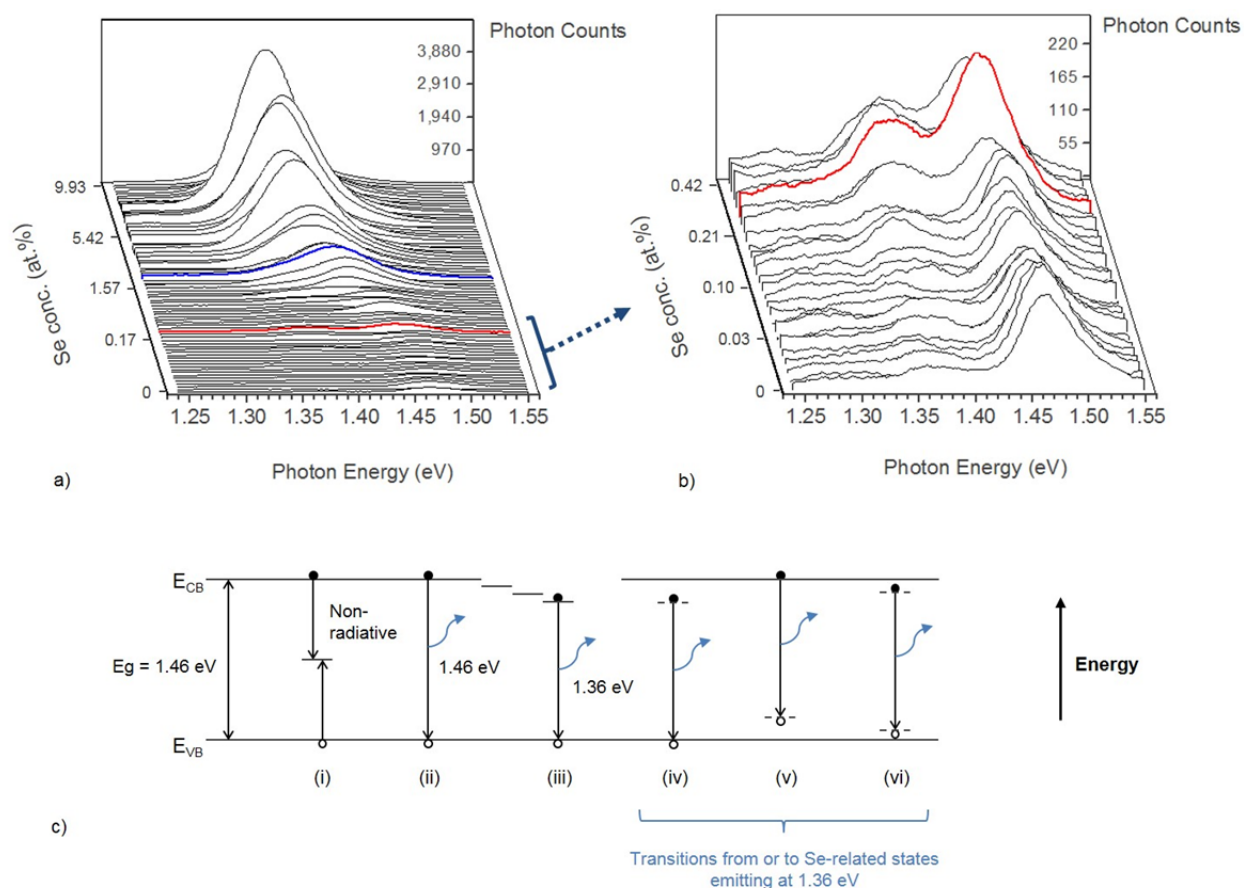 Photon Counts
3,880
2,910
1,940
970
9.93
5.42
1.57
0.17
0
Se conc. (at.%)
1.25 1.30 1.35 1.40 1.45 1.50 1.55
Photon Energy (eV)
a)
Photon Counts
220
165
110
55
0.42
0.21
0.10
0.03
0
Se conc. (at.%)
1.25 1.30 1.35 1.40 1.45 1.50 1.55
Photon Energy (eV)
b)
E_CB
Non-
radiative
Eg = 1.46 eV
1.46 eV
1.36 eV
Energy
E_VB
(i) (ii) (iii) (iv) (v) (vi)
c)
Transitions from or to Se-related states
emitting at 1.36 eV